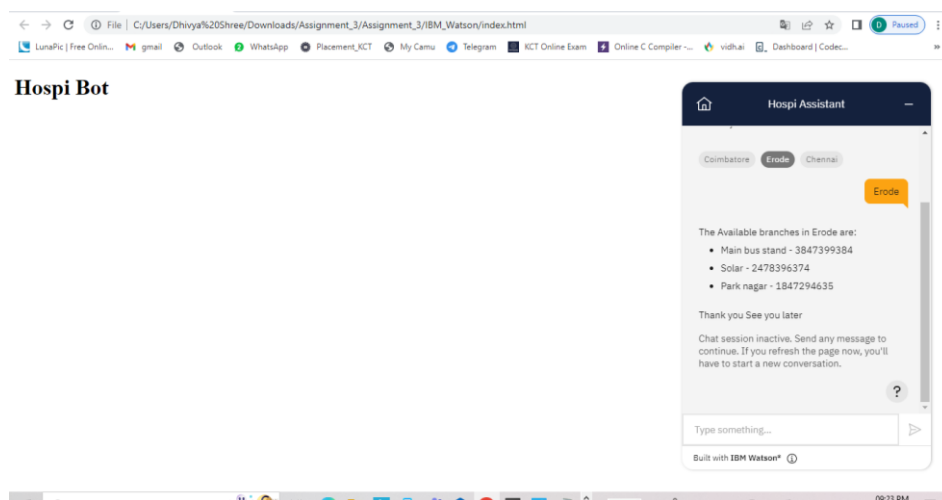 File | C:/Users/Dhivya%20Shree/Downloads/Assignment_3/Assignment_3/IBM_Watson/index.html
D Paused
LunaPic | Free Onlin... gmail Outlook WhatsApp Placement_KCT My Camu Telegram KCT Online Exam Online C Compiler -... vidh.ai Dashboard | Codec... »
Hospi Bot
Hospi Assistant
Coimbatore Erode Chennai
Erode
The Available branches in Erode are:
• Main bus stand - 3847399384
• Solar - 2478396374
• Park nagar - 1847294635
Thank you See you later
Chat session inactive. Send any message to
continue. If you refresh the page now, you'll
have to start a new conversation.
?
Type something...
Built with IBM Watson®
09:23 PM